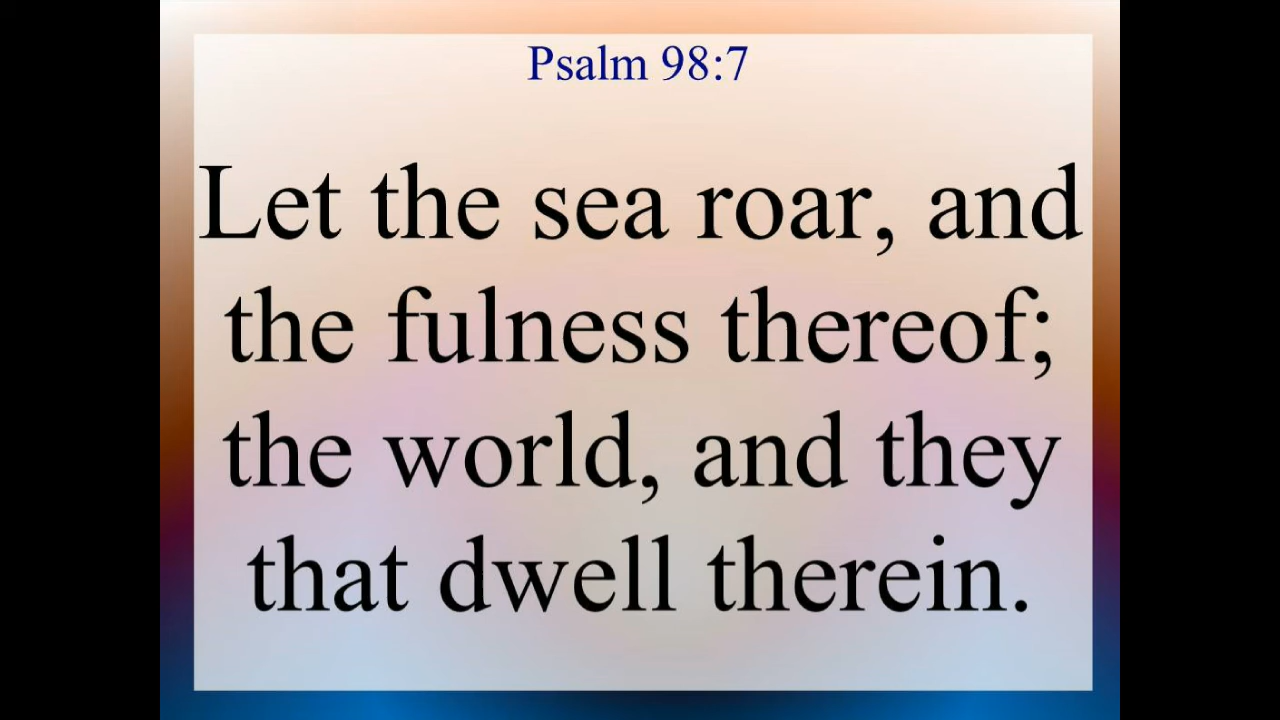 Psalm 98:7
Let the sea roar, and
the fulness thereof;
the world, and they
that dwell therein.